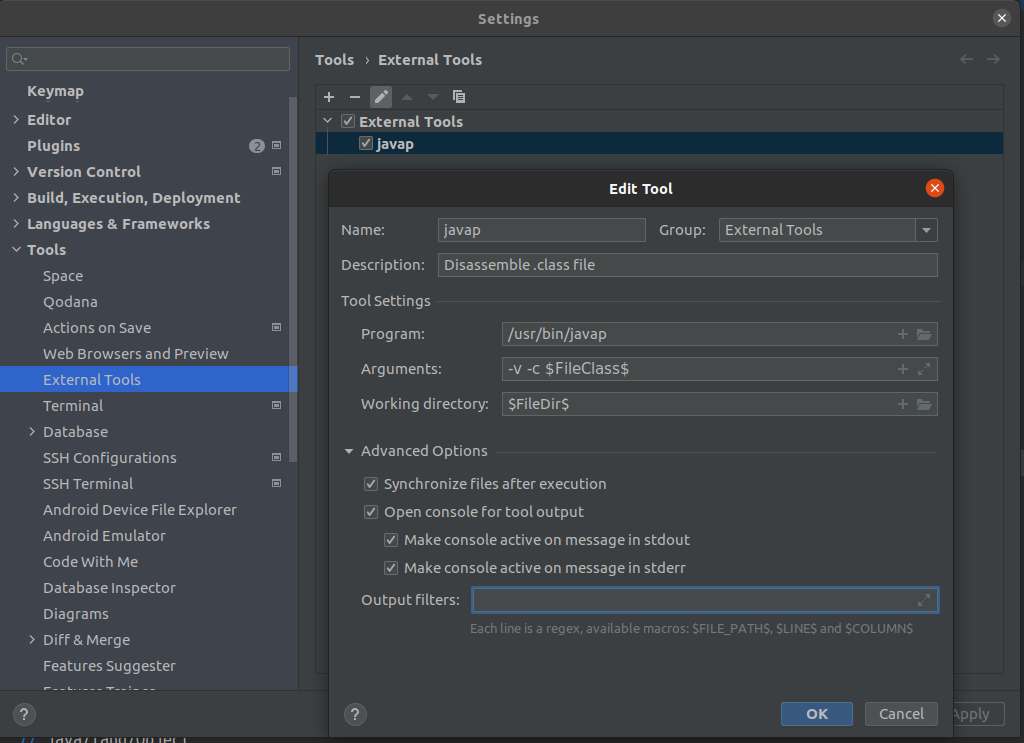 Settings
Keymap
Editor
Plugins 2
Version Control
Build, Execution, Deployment
Languages & Frameworks
Tools
Space
Qodana
Actions on Save
Web Browsers and Preview
External Tools
Terminal
Database
SSH Configurations
SSH Terminal
Android Device File Explorer
Android Emulator
Code With Me
Database Inspector
Diagrams
Diff & Merge
Features Suggester
Features Trainer
?
Tools › External Tools
External Tools
javap
Edit Tool
Name: javap Group: External Tools
Description: Disassemble .class file
Tool Settings
Program: /usr/bin/javap
Arguments: -v -c $FileClass$
Working directory: $FileDir$
Advanced Options
Synchronize files after execution
Open console for tool output
Make console active on message in stdout
Make console active on message in stderr
Output filters:
Each line is a regex, available macros: $FILE_PATH$, $LINE$ and $COLUMN$
? OK Cancel Apply
// java/lang/Object